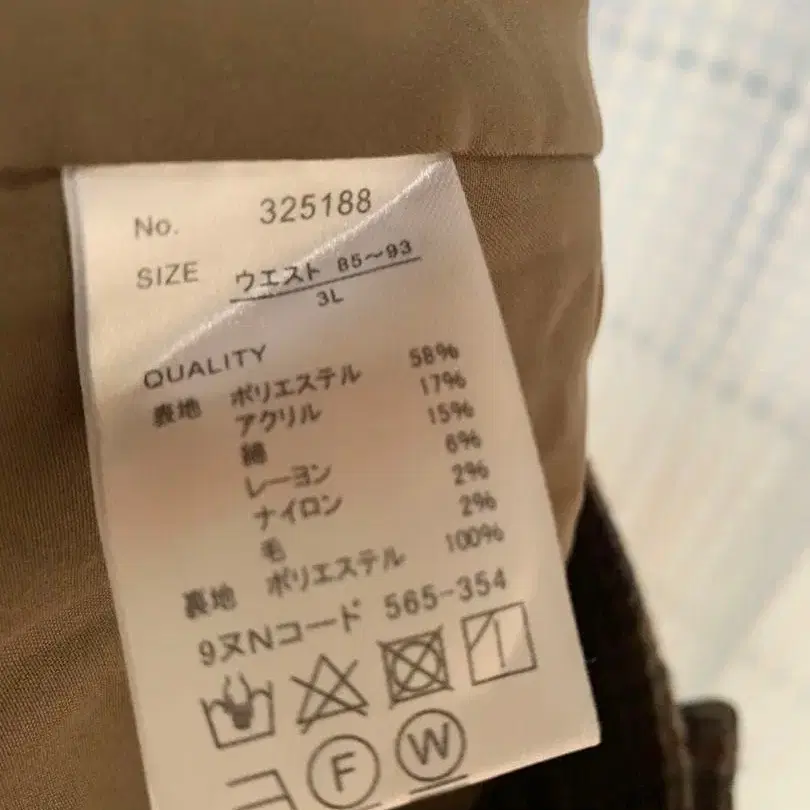 No. 325188
SIZE ウエスト 85～93
3L
QUALITY
表地 ポリエステル 58%
アクリル 17%
綿 15%
レーヨン 6%
ナイロン 2%
毛 2%
裏地 ポリエステル 100%
9ヌNコード 565-354
F W